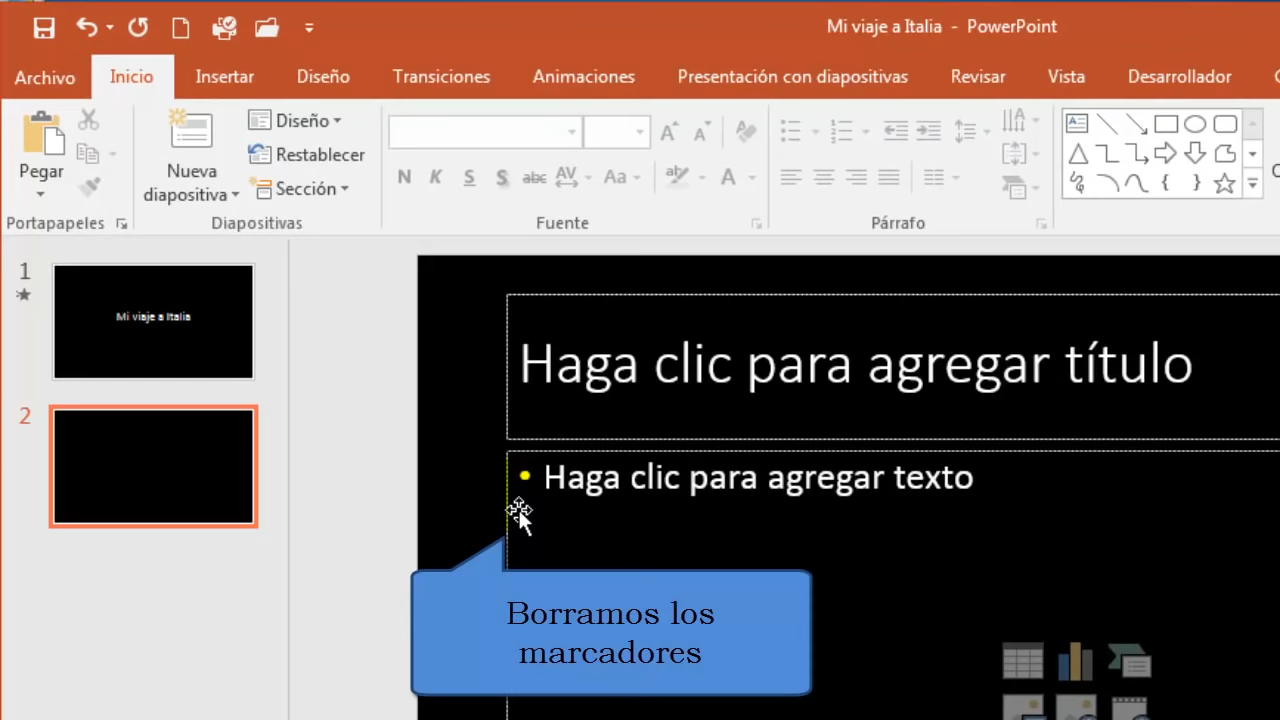 Mi viaje a Italia - PowerPoint
Archivo Inicio Insertar Diseño Transiciones Animaciones Presentación con diapositivas Revisar Vista Desarrollador
Pegar
Nueva diapositiva
Diseño
Restablecer
Sección
N K S S abc AV Aa A
Portapapeles Diapositivas Fuente Párrafo
1
Mi viaje a Italia
2
Haga clic para agregar título
• Haga clic para agregar texto
Borramos los
marcadores